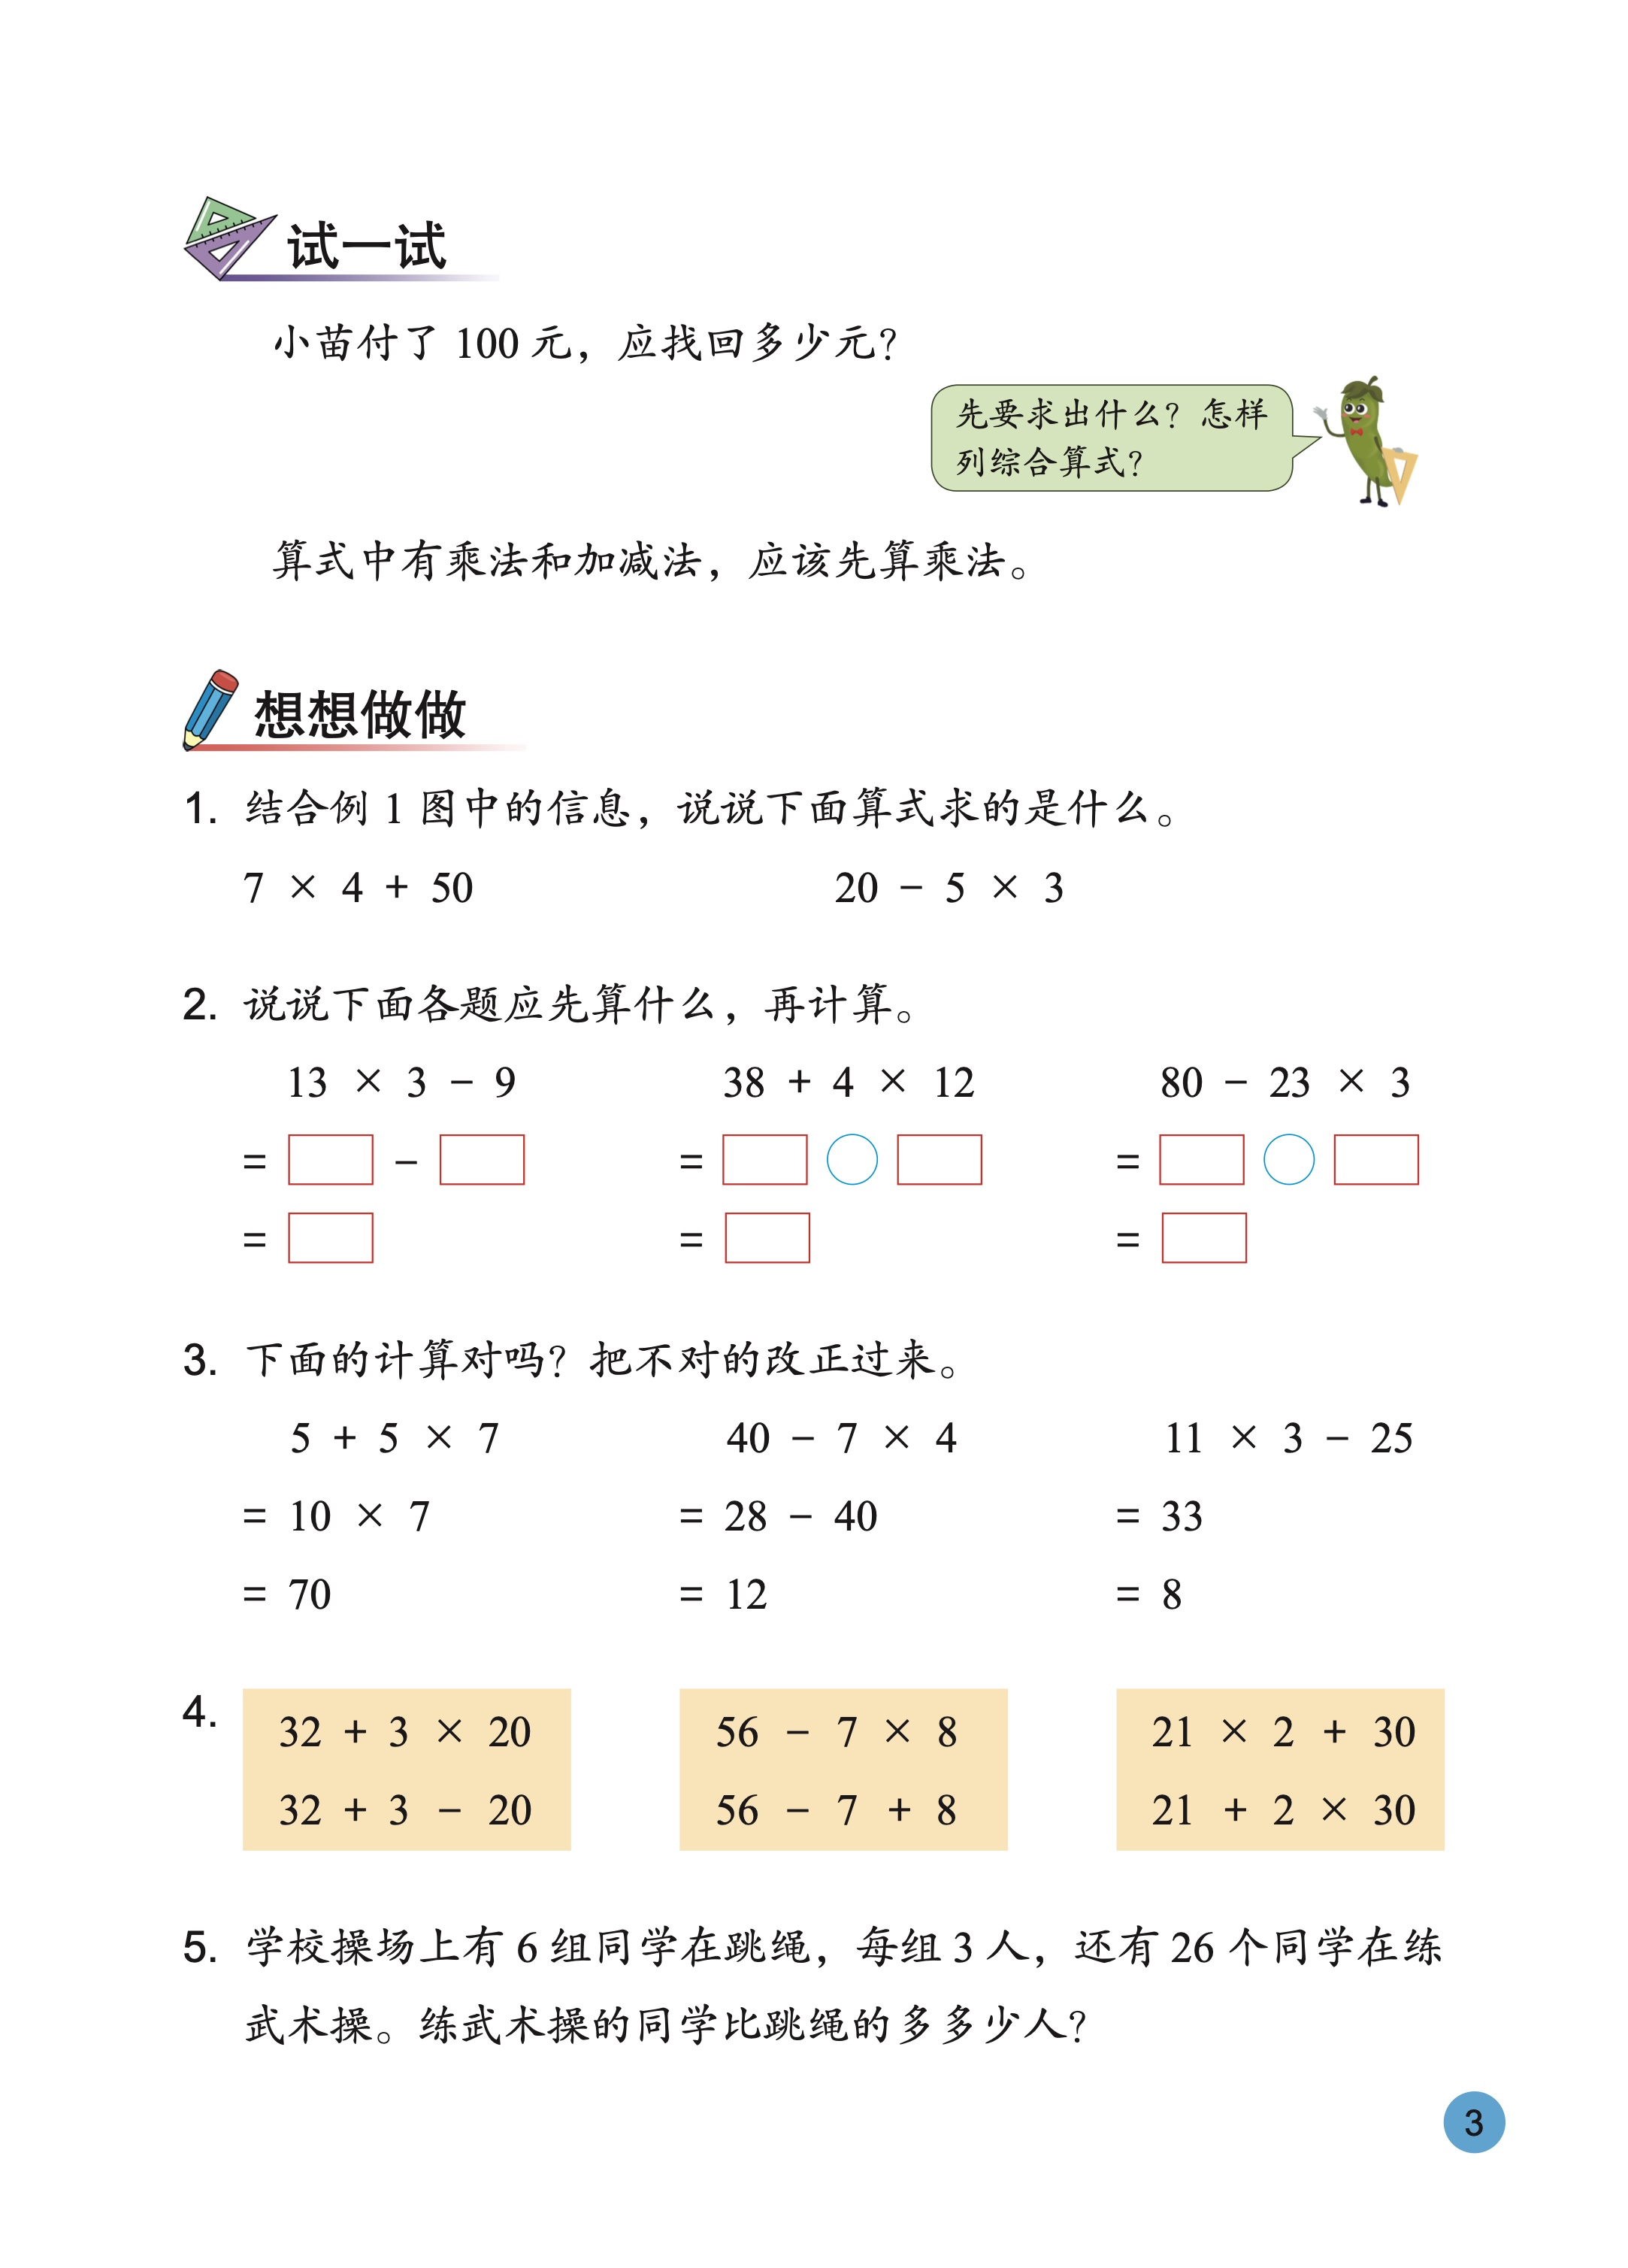 试一试
小苗付了 100 元，应找回多少元？
先要求出什么？怎样
列综合算式？
算式中有乘法和加减法，应该先算乘法。
想想做做
1. 结合例 1 图中的信息，说说下面算式求的是什么。
7 × 4 + 50    20 － 5 × 3
2. 说说下面各题应先算什么，再计算。
13 × 3 － 9    38 + 4 × 12    80 － 23 × 3
= － = =
= = =
3. 下面的计算对吗？把不对的改正过来。
5 + 5 × 7    40 － 7 × 4    11 × 3 － 25
= 10 × 7    = 28 － 40    = 33
= 70    = 12    = 8
4. 32 + 3 × 20    56 － 7 × 8    21 × 2 + 30
32 + 3 － 20    56 － 7 + 8    21 + 2 × 30
5. 学校操场上有 6 组同学在跳绳，每组 3 人，还有 26 个同学在练
武术操。练武术操的同学比跳绳的多多少人？
3